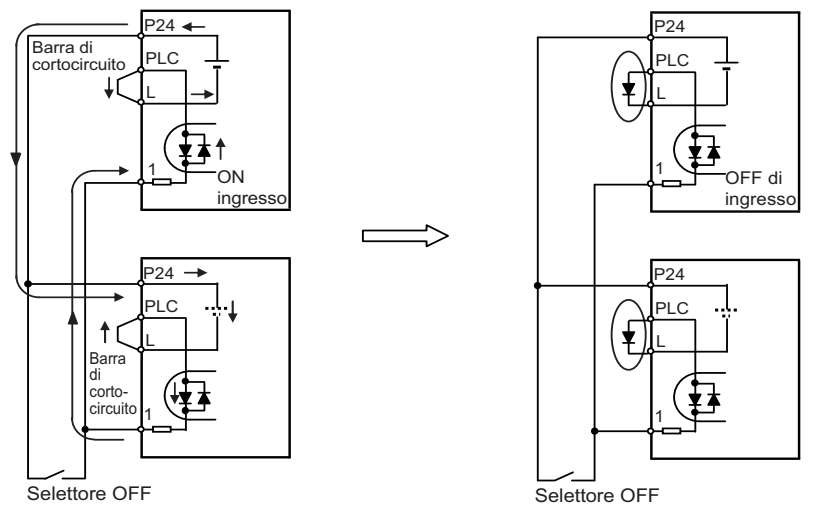 P24
Barra di
cortocircuito
PLC
L
1
ON
ingresso
P24
PLC
L
Barra
di
corto-
circuito
1
Selettore OFF
P24
PLC
L
1
OFF di
ingresso
P24
PLC
L
1
Selettore OFF